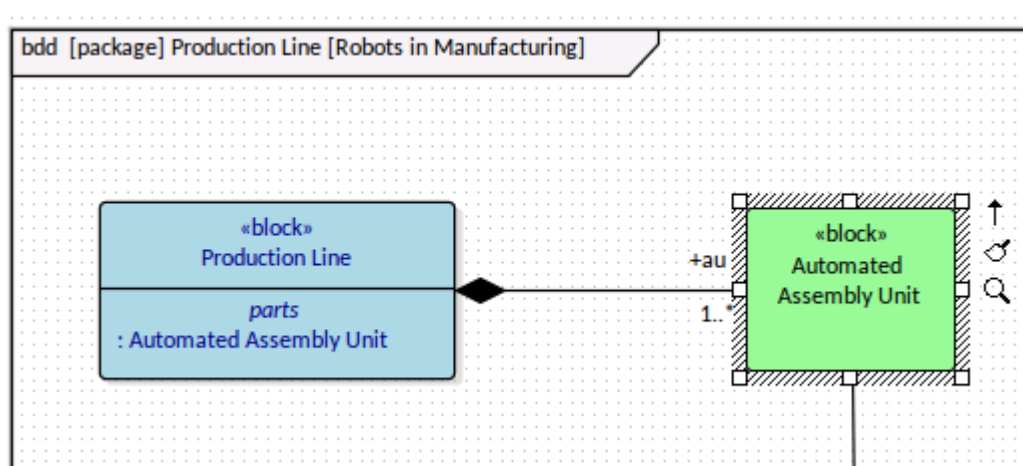 bdd [package] Production Line [Robots in Manufacturing]
«block»
Production Line
parts
: Automated Assembly Unit
+au
1..*
«block»
Automated
Assembly Unit